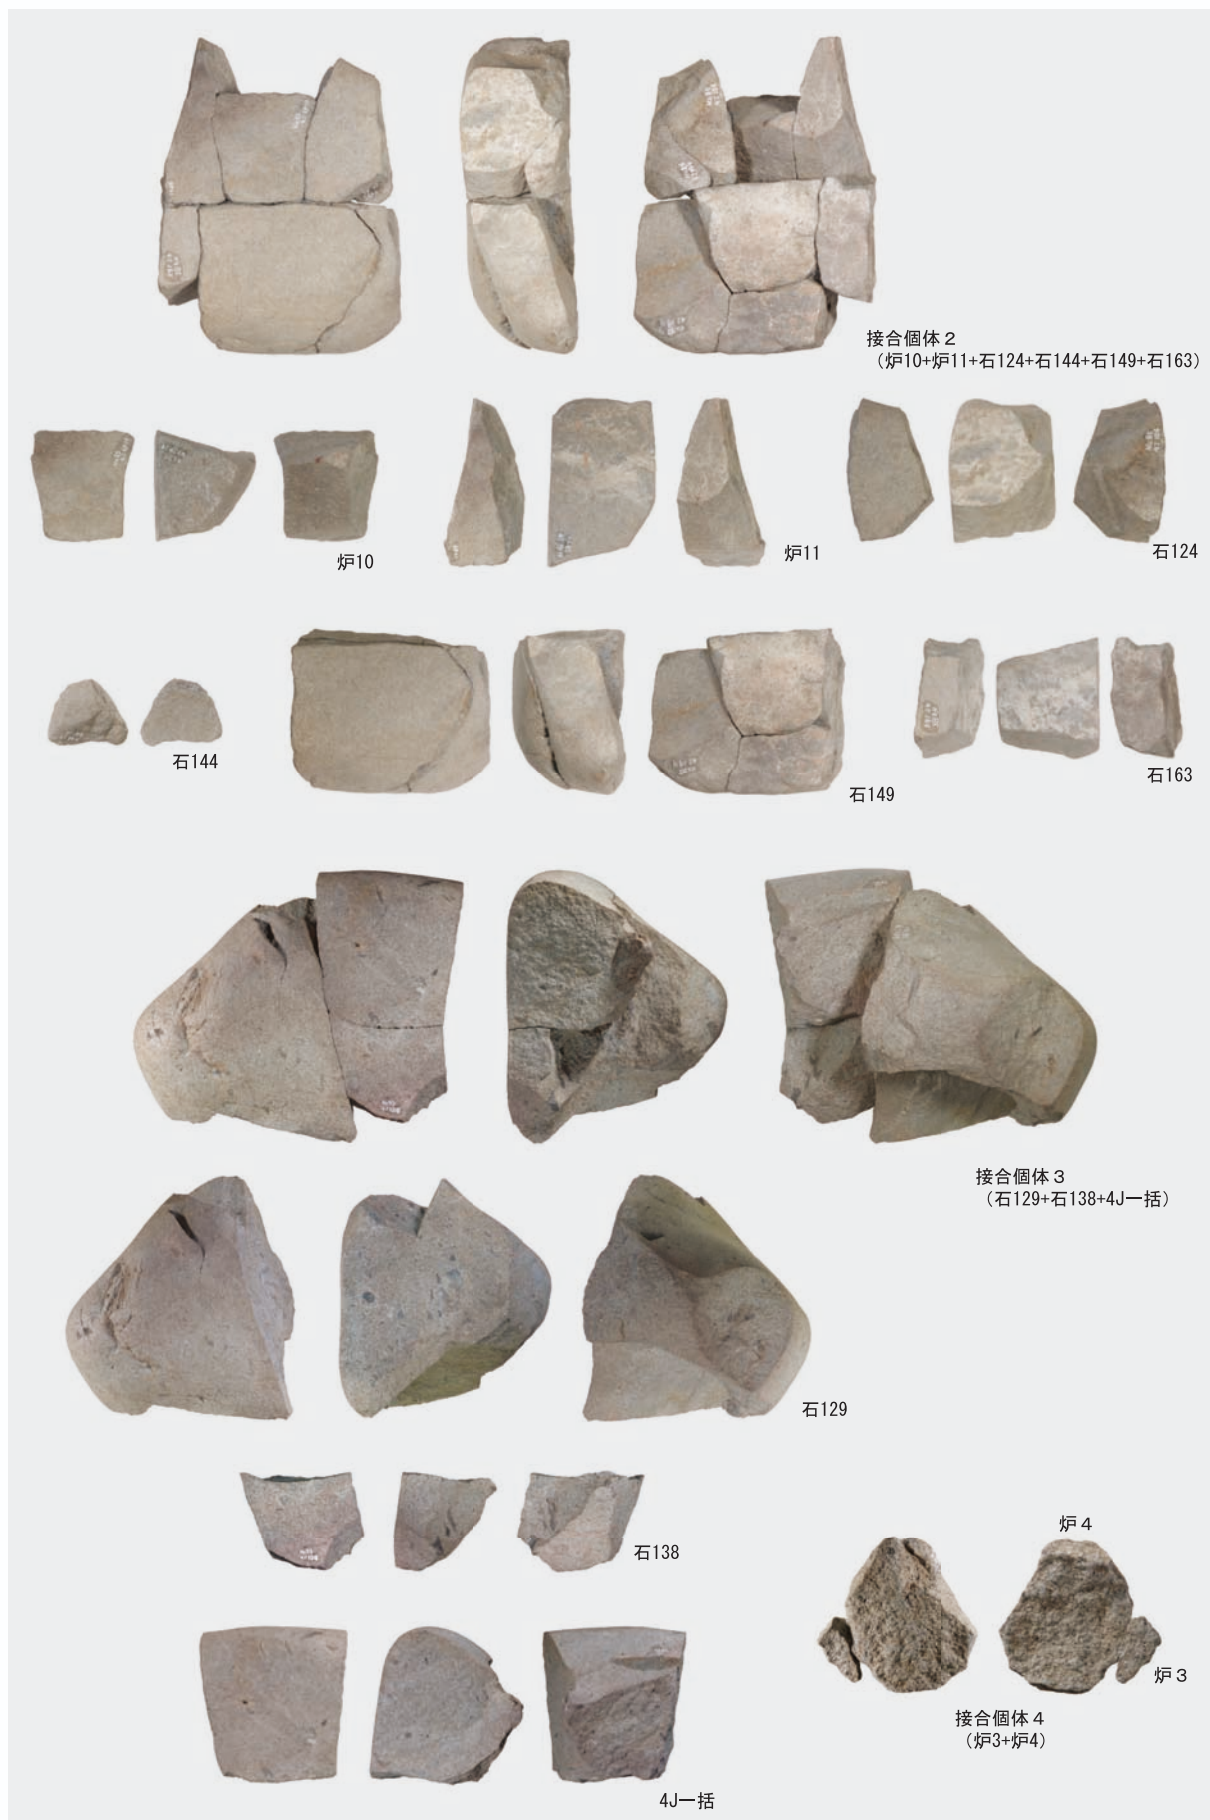 接合個体２
（炉10+炉11+石124+石144+石149+石163）
炉10
炉11
石124
石144
石149
石163
接合個体３
（石129+石138+4J一括）
石129
石138
炉４
炉３
接合個体４
（炉3+炉4）
4J一括